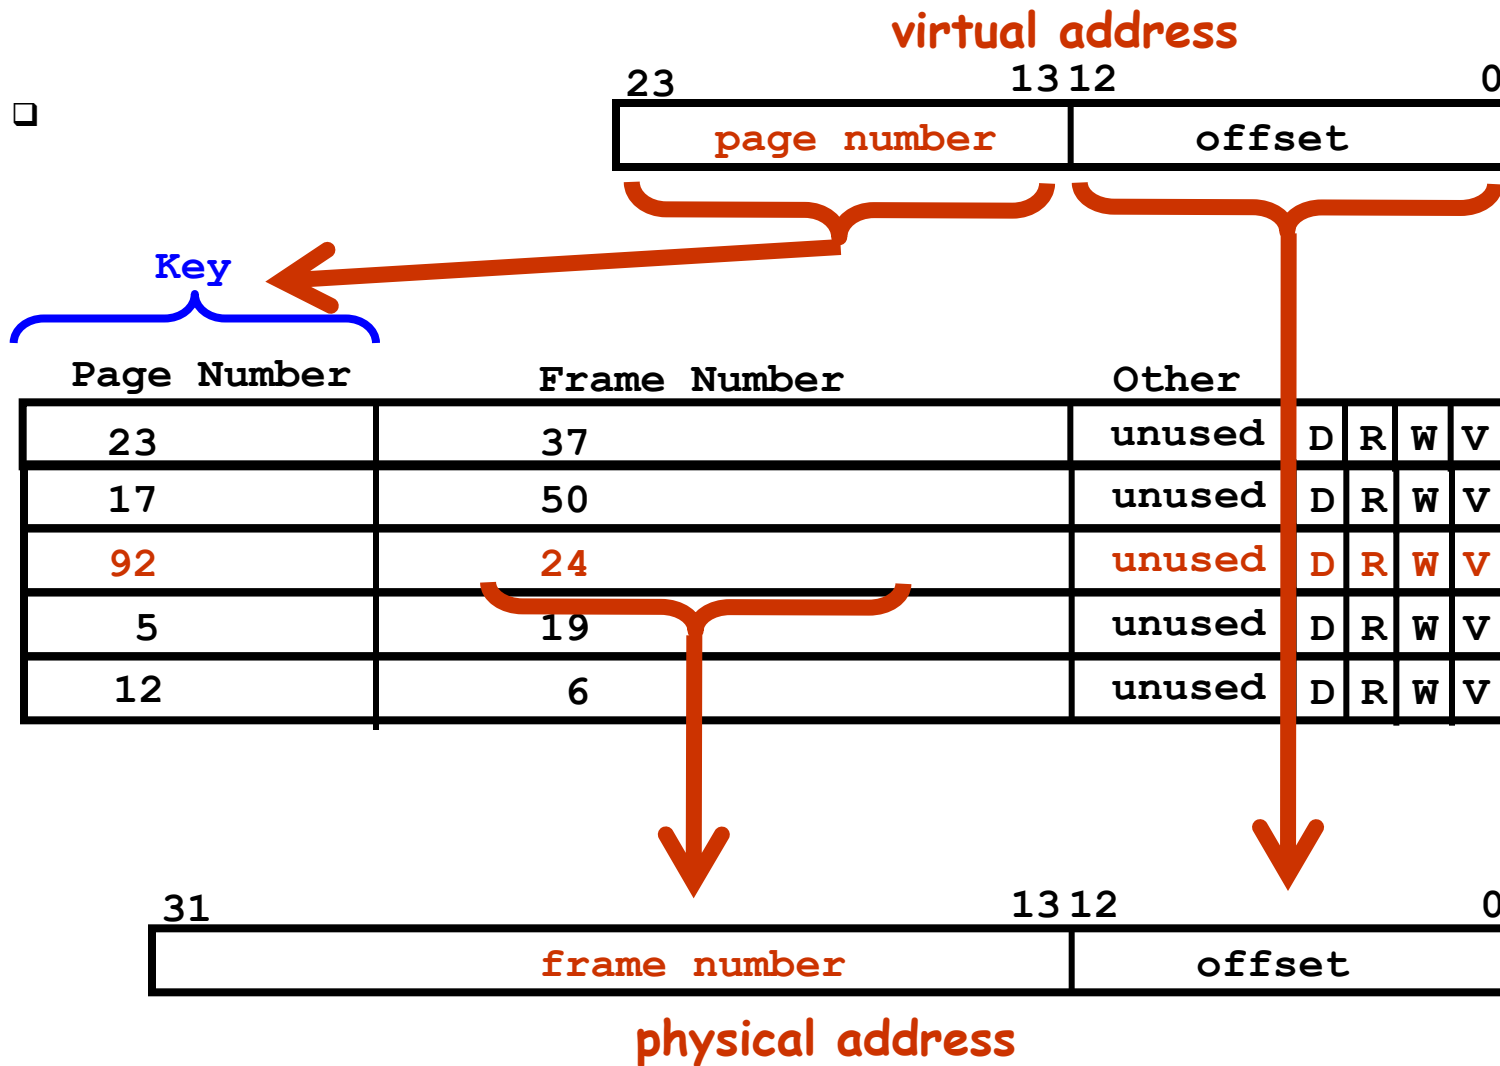 virtual address
23 13 12 0
❑
page number offset
Key
Page Number Frame Number Other
23 37 unused D R W V
17 50 unused D R W V
92 24 unused D R W V
5 19 unused D R W V
12 6 unused D R W V
31 13 12 0
frame number offset
physical address